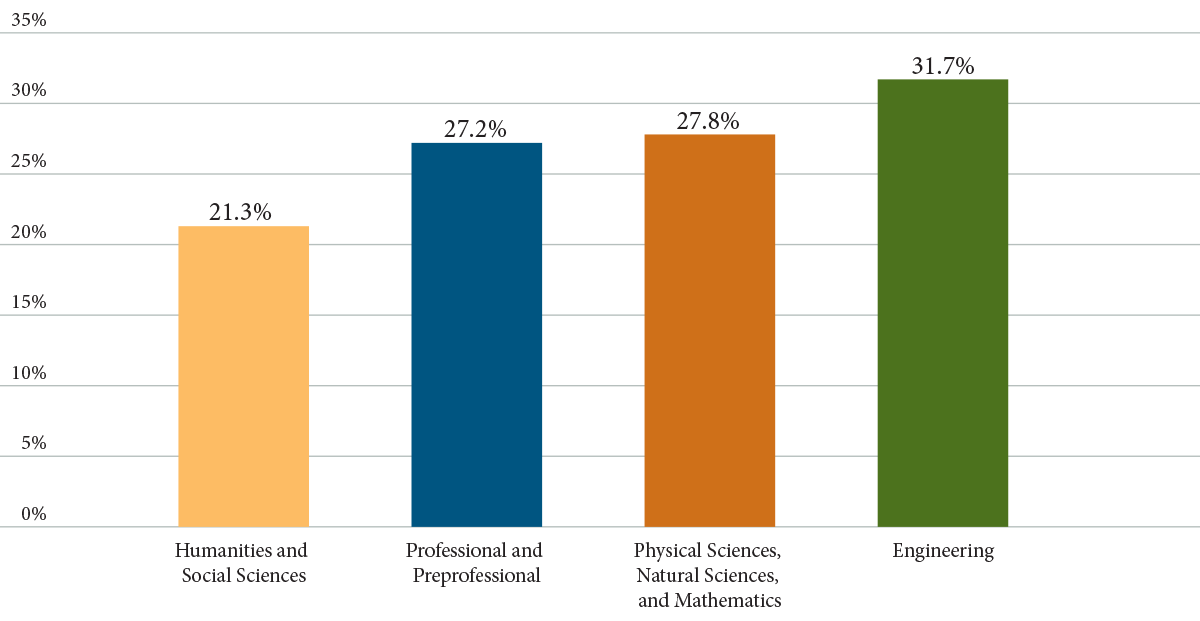 35%
30%
25%
20%
15%
10%
5%
0%
21.3%
27.2%
27.8%
31.7%
Humanities and
Social Sciences
Professional and
Preprofessional
Physical Sciences,
Natural Sciences,
and Mathematics
Engineering